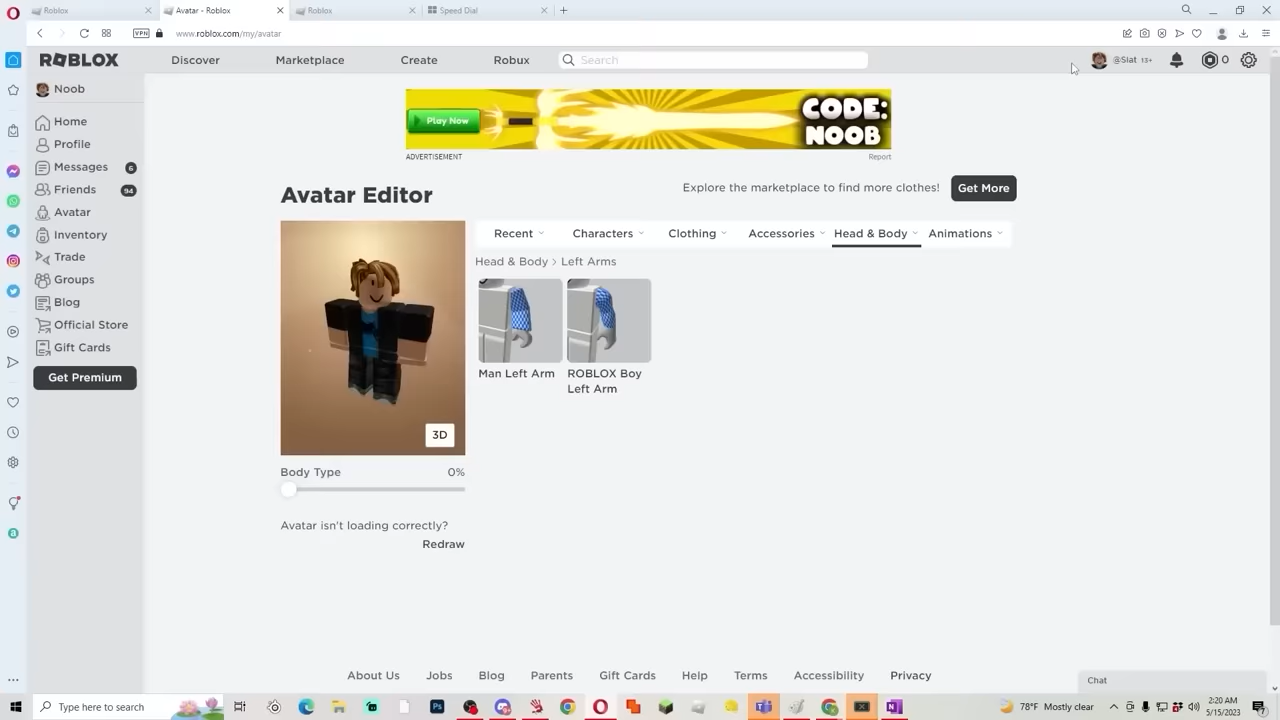 Roblox
Avatar - Roblox
Roblox
Speed Dial
VPN
www.roblox.com/my/avatar
ROBLOX
Discover
Marketplace
Create
Robux
Search
@Slat 13+
0
Noob
Home
Profile
Messages 6
Friends 94
Avatar
Inventory
Trade
Groups
Blog
Official Store
Gift Cards
Get Premium
Play Now
CODE:
NOOB
ADVERTISEMENT
Report
Avatar Editor
Explore the marketplace to find more clothes!
Get More
Recent
Characters
Clothing
Accessories
Head & Body
Animations
Head & Body > Left Arms
Man Left Arm
ROBLOX Boy
Left Arm
3D
Body Type 0%
Avatar isn't loading correctly?
Redraw
About Us
Jobs
Blog
Parents
Gift Cards
Help
Terms
Accessibility
Privacy
Chat
Type here to search
78°F Mostly clear
2:20 AM
5/15/2023